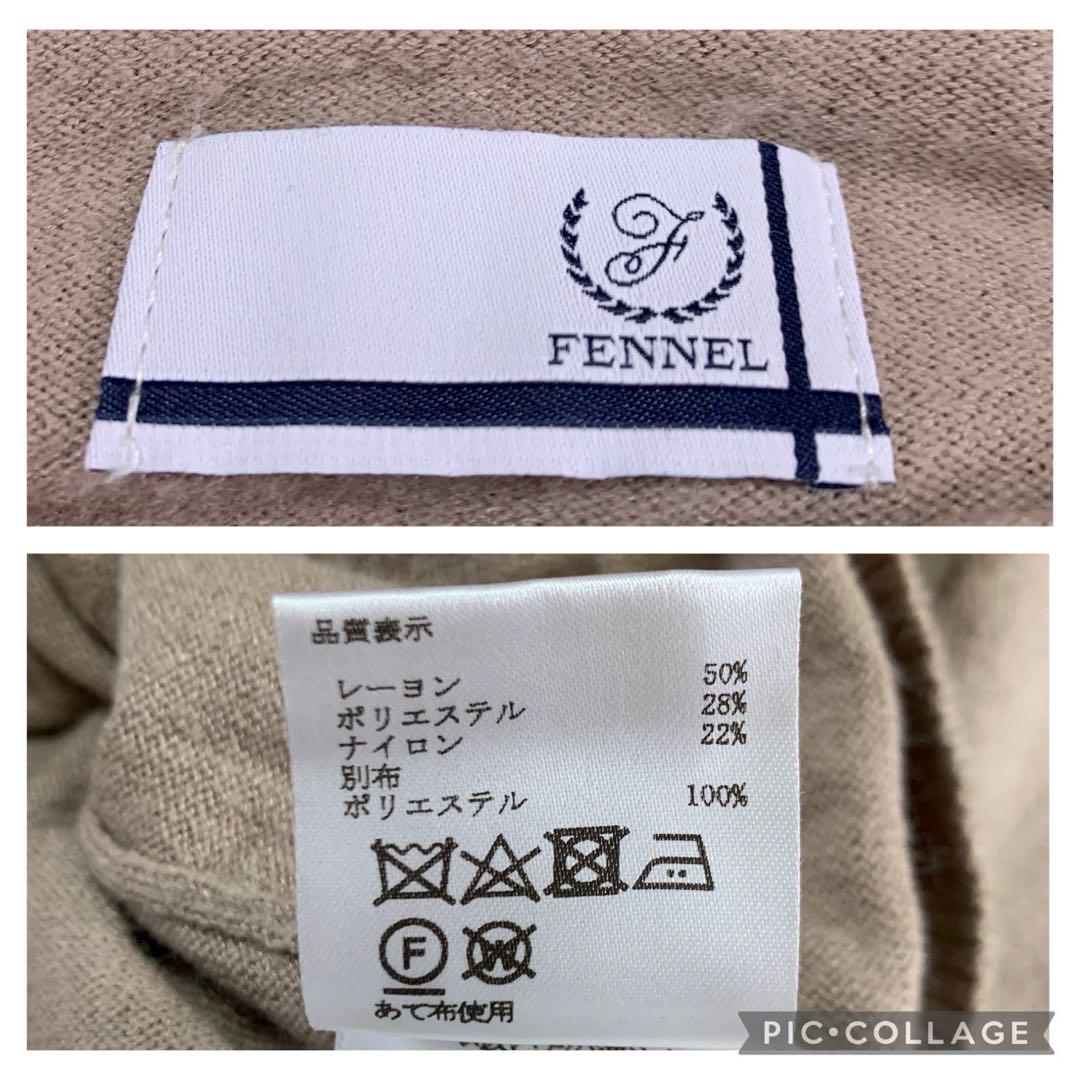 F
FENNEL
品質表示
レーヨン 50%
ポリエステル 28%
ナイロン 22%
別布
ポリエステル 100%
F W
あて布使用
PIC•COLLAGE